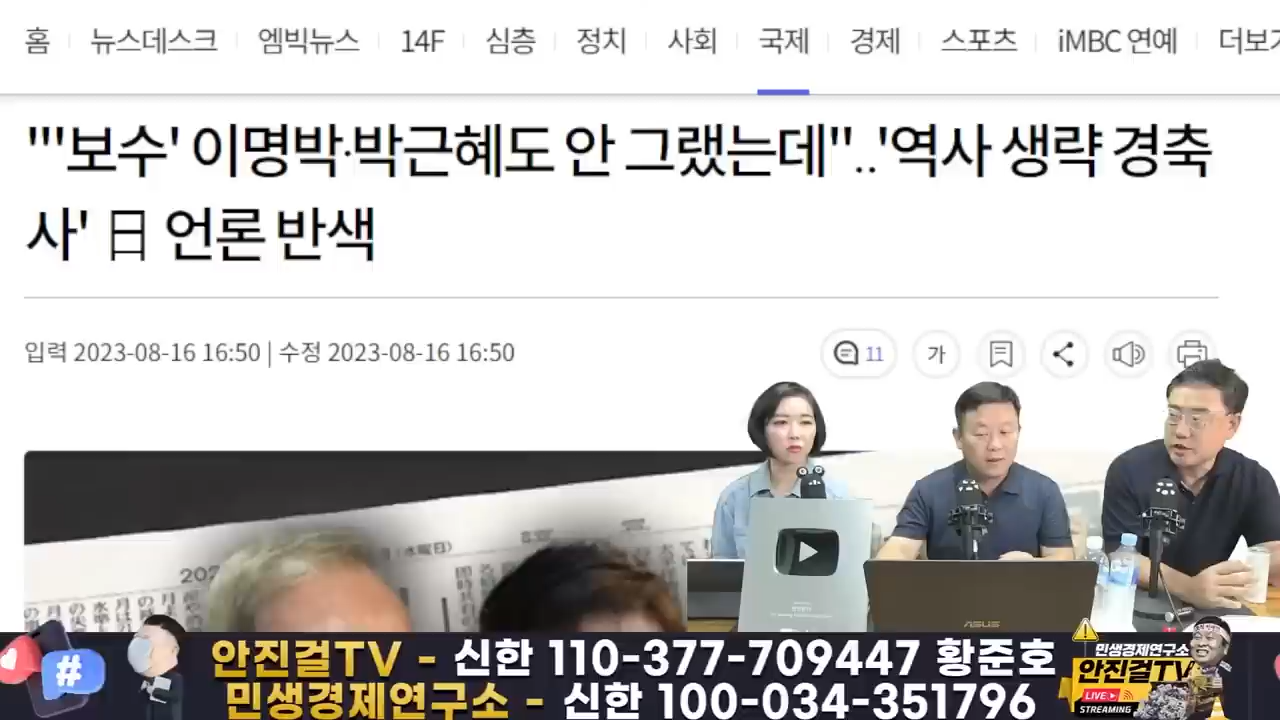 홈 뉴스데스크 엠빅뉴스 14F 심층 정치 사회 국제 경제 스포츠 iMBC 연예 더보기
"'보수' 이명박·박근혜도 안 그랬는데"..'역사 생략 경축
사' 日 언론 반색
입력 2023-08-16 16:50 | 수정 2023-08-16 16:50
11 가
202
(水曜日)
ASUS
#
안진걸TV - 신한 110-377-709447 황준호
민생경제연구소 - 신한 100-034-351796
민생경제연구소
안진걸TV
LIVE
STREAMING